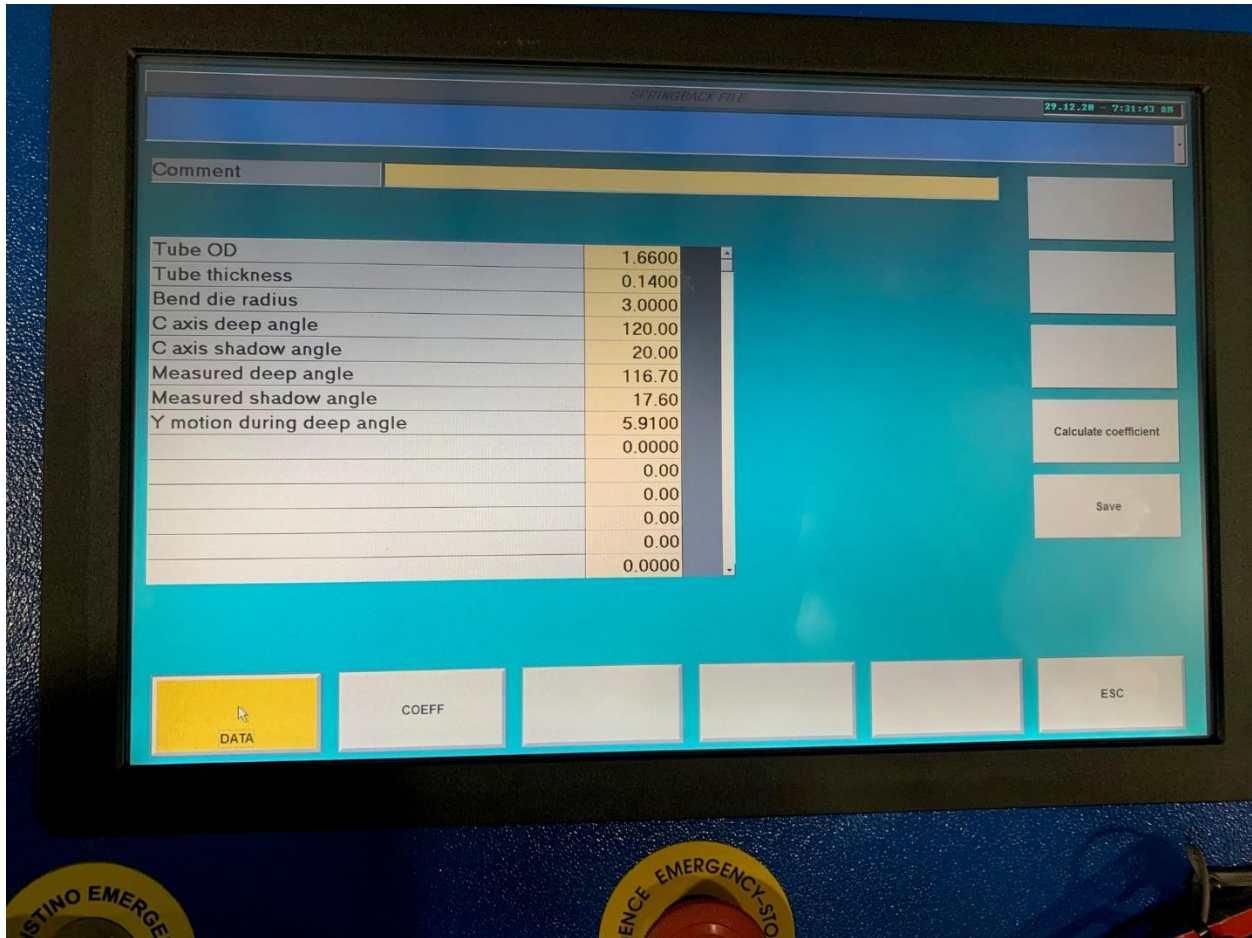 SPRINGBACK FILE
29.12.20 - 7:31:43 AM
Comment
Tube OD 1.6600
Tube thickness 0.1400
Bend die radius 3.0000
C axis deep angle 120.00
C axis shadow angle 20.00
Measured deep angle 116.70
Measured shadow angle 17.60
Y motion during deep angle 5.9100
0.0000
0.00
0.00
0.00
0.00
0.0000
Calculate coefficient
Save
DATA
COEFF
ESC
STINO EMERGE
ENCE EMERGENCY-STO